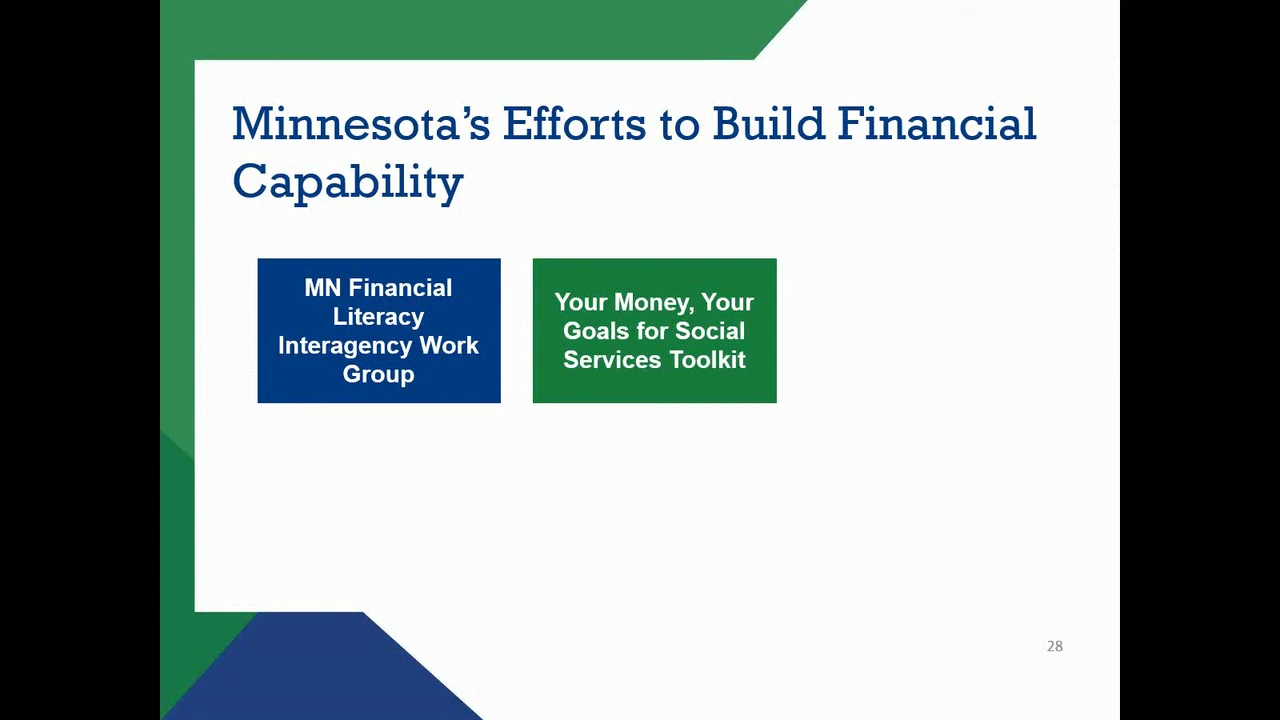 Minnesota’s Efforts to Build Financial
Capability
MN Financial
Literacy
Interagency Work
Group
Your Money, Your
Goals for Social
Services Toolkit
28